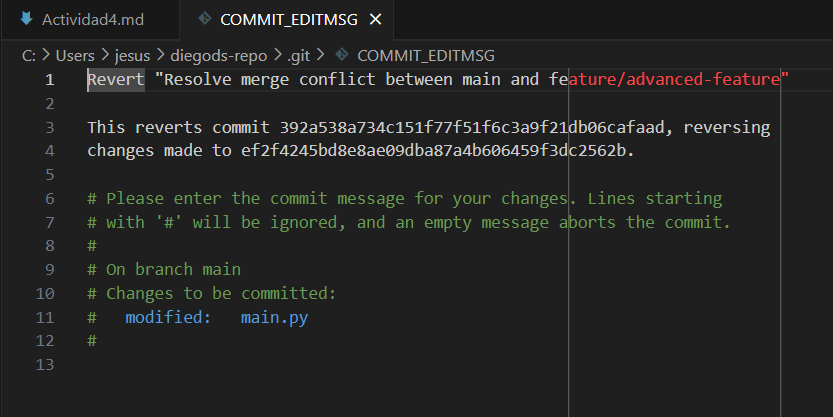 Actividad4.md
COMMIT_EDITMSG
C: > Users > jesus > diegods-repo > .git > COMMIT_EDITMSG
1 Revert "Resolve merge conflict between main and feature/advanced-feature"
2
3 This reverts commit 392a538a734c151f77f51f6c3a9f21db06cafaad, reversing
4 changes made to ef2f4245bd8e8ae09dba87a4b606459f3dc2562b.
5
6 # Please enter the commit message for your changes. Lines starting
7 # with '#' will be ignored, and an empty message aborts the commit.
8 #
9 # On branch main
10 # Changes to be committed:
11 #   modified:   main.py
12 #
13